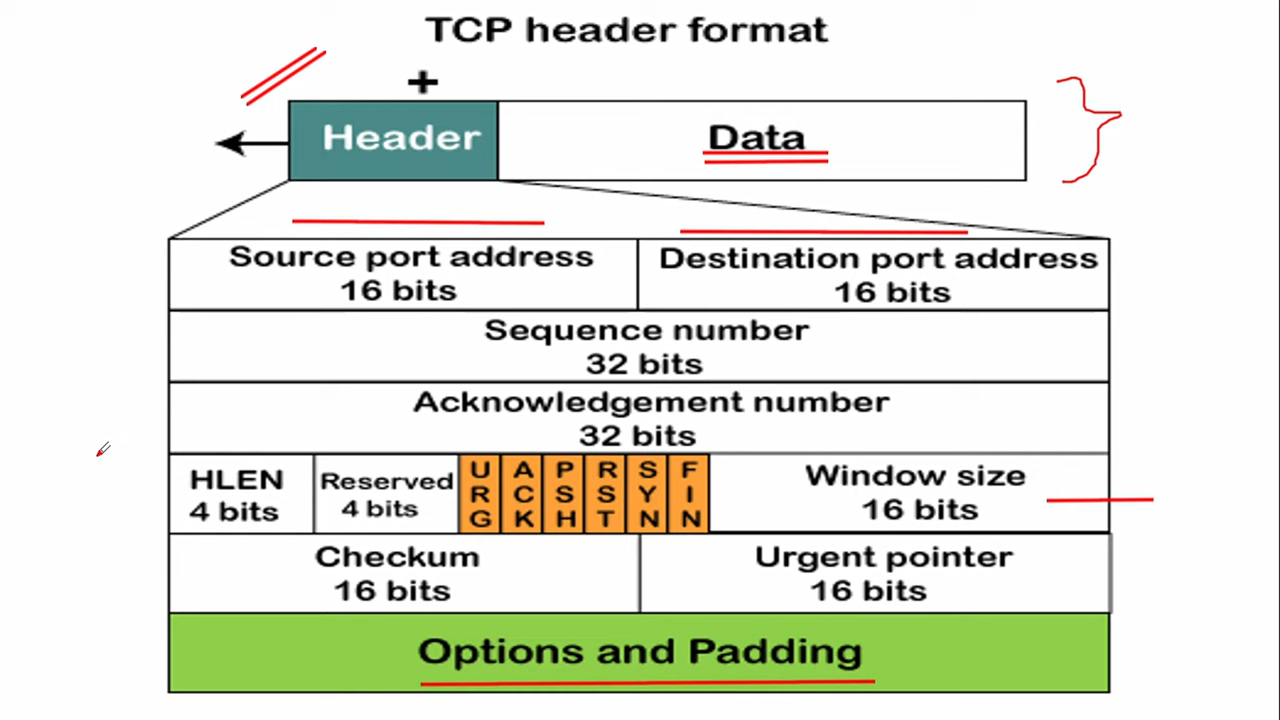 TCP header format
+
Header
Data
Source port address
16 bits
Destination port address
16 bits
Sequence number
32 bits
Acknowledgement number
32 bits
HLEN
4 bits
Reserved
4 bits
URG
ACK
PSH
RST
SYN
FIN
Window size
16 bits
Checkum
16 bits
Urgent pointer
16 bits
Options and Padding